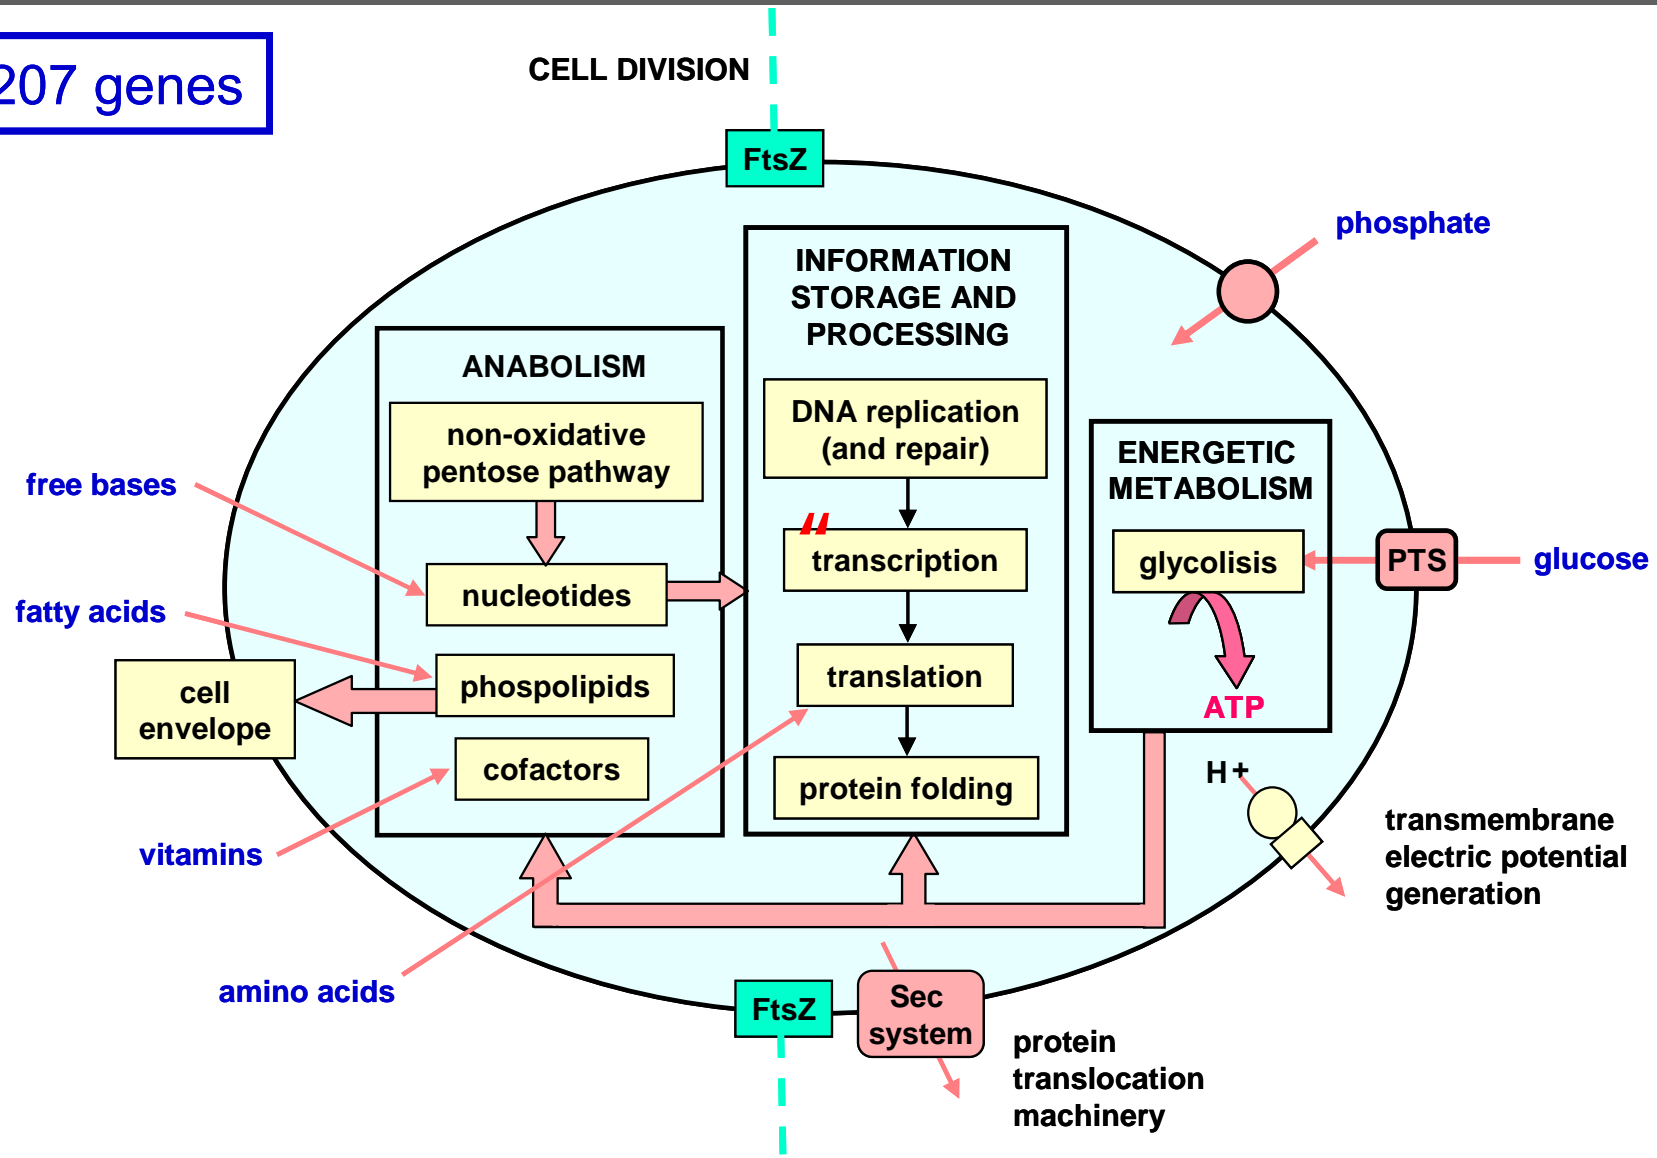 207 genes
CELL DIVISION
FtsZ
phosphate
INFORMATION
STORAGE AND
PROCESSING
ANABOLISM
DNA replication
(and repair)
non-oxidative
pentose pathway
ENERGETIC
METABOLISM
free bases
“
transcription
glycolisis
PTS
glucose
nucleotides
fatty acids
translation
phospolipids
cell
envelope
ATP
cofactors
protein folding
H+
transmembrane
electric potential
generation
vitamins
amino acids
FtsZ
Sec
system
protein
translocation
machinery